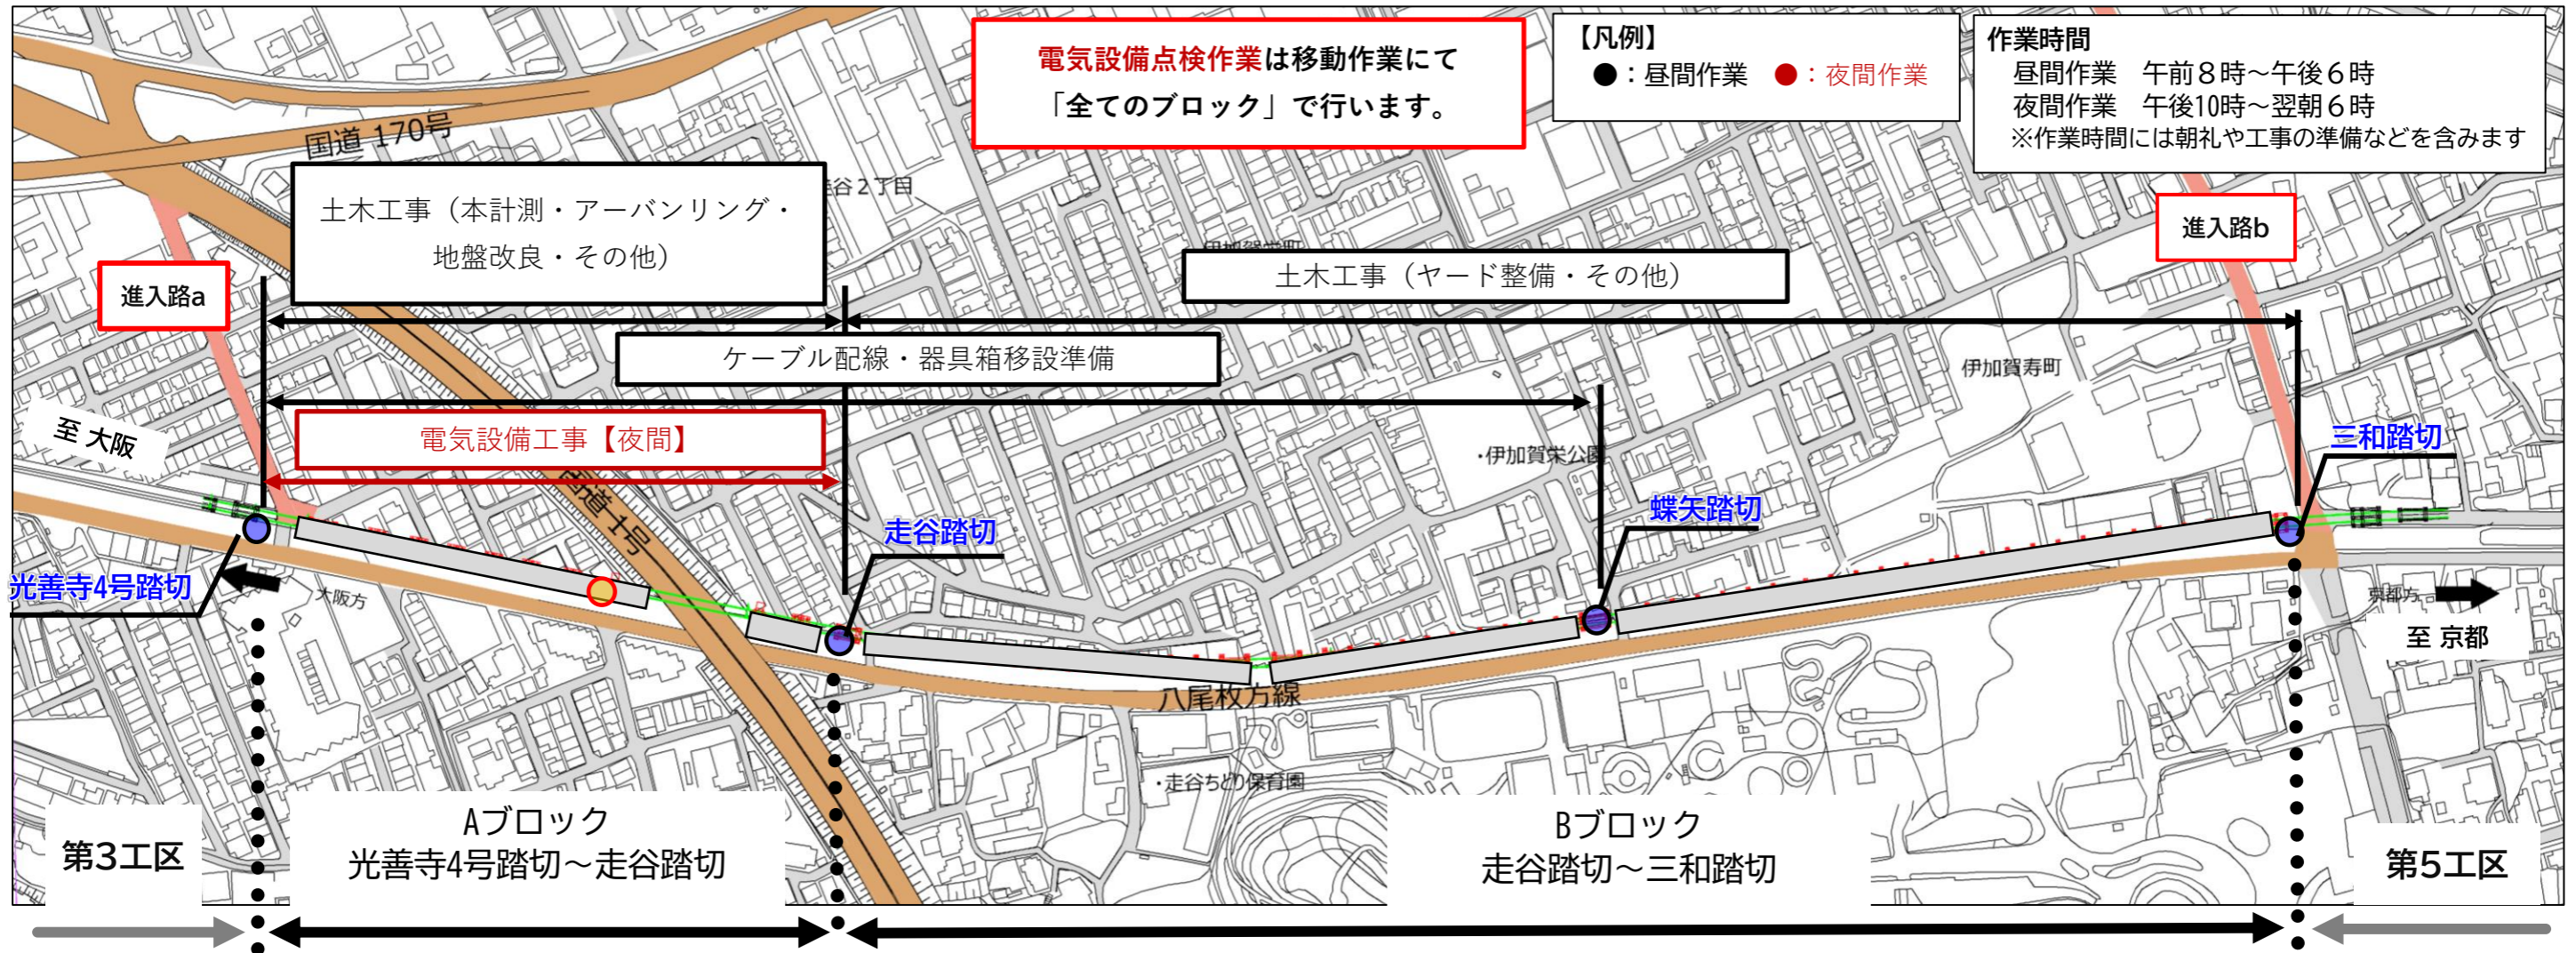 電気設備点検作業は移動作業にて
「全てのブロック」で行います。
【凡例】
●：昼間作業　●：夜間作業
作業時間
昼間作業　午前８時～午後６時
夜間作業　午後10時～翌朝６時
※作業時間には朝礼や工事の準備などを含みます
国道 170号
土木工事（本計測・アーバンリング・
地盤改良・その他）
谷２丁目
進入路a
進入路b
土木工事（ヤード整備・その他）
ケーブル配線・器具箱移設準備
伊加賀寿町
至 大阪
電気設備工事【夜間】
・伊加賀栄公園
三和踏切
国道 1号
走谷踏切
蝶矢踏切
光善寺4号踏切
大阪方
京都方
至 京都
八尾枚方線
・走谷ちどり保育園
第3工区
Aブロック
光善寺4号踏切～走谷踏切
Bブロック
走谷踏切～三和踏切
第5工区